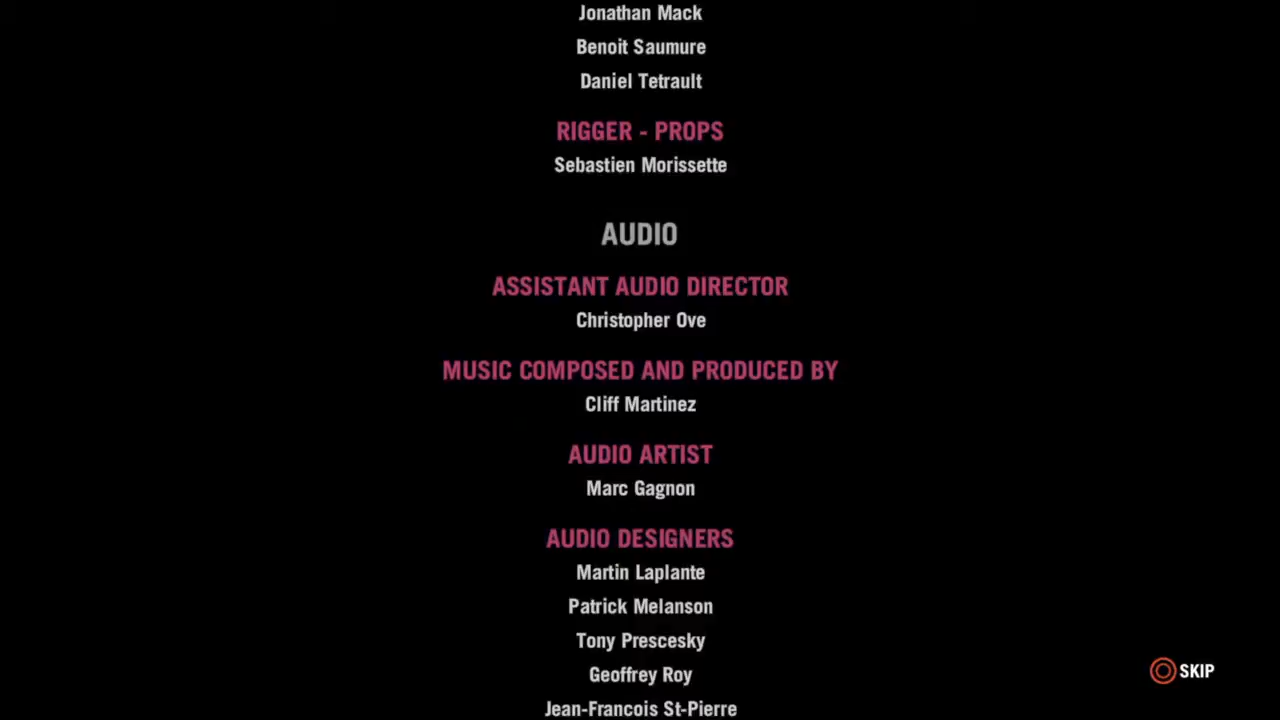 Jonathan Mack
Benoit Saumure
Daniel Tetrault
RIGGER - PROPS
Sebastien Morissette
AUDIO
ASSISTANT AUDIO DIRECTOR
Christopher Ove
MUSIC COMPOSED AND PRODUCED BY
Cliff Martinez
AUDIO ARTIST
Marc Gagnon
AUDIO DESIGNERS
Martin Laplante
Patrick Melanson
Tony Prescesky
Geoffrey Roy
SKIP
Jean-Francois St-Pierre